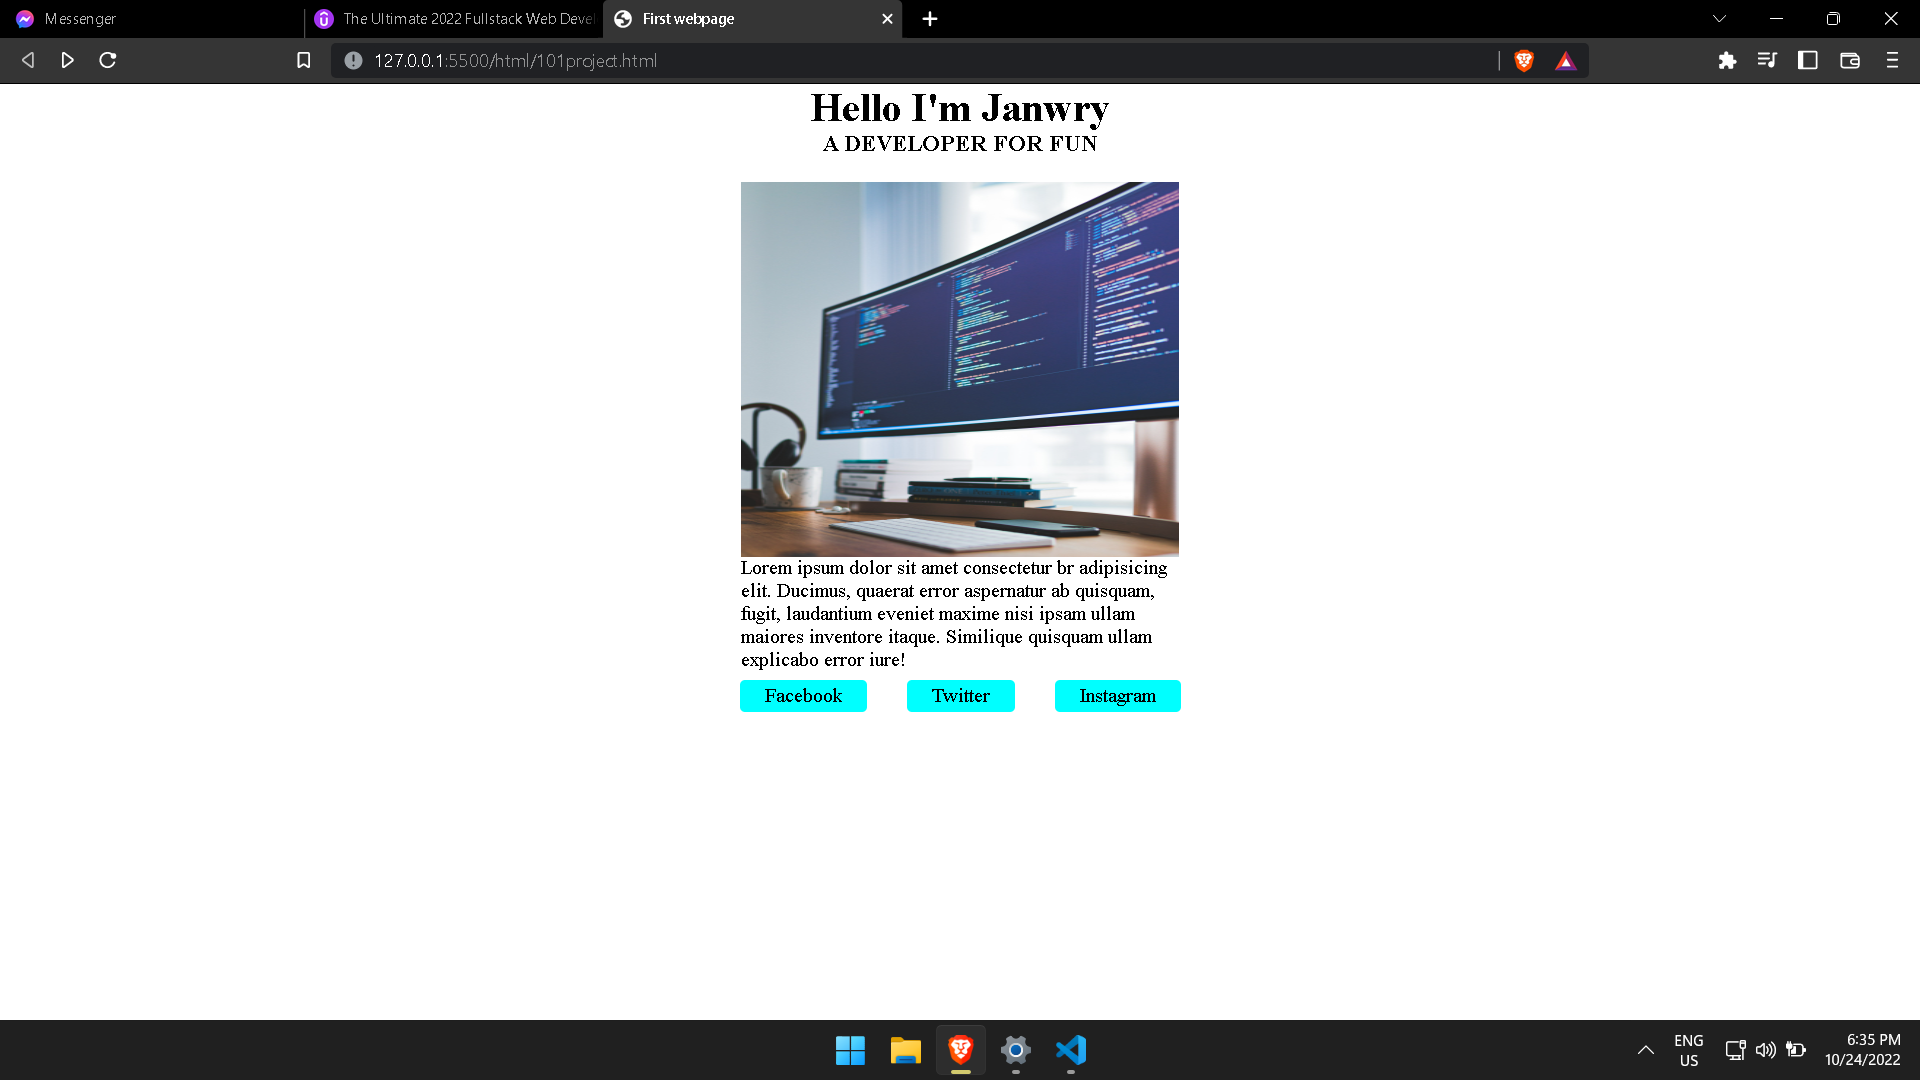 Messenger
The Ultimate 2022 Fullstack Web Devel
First webpage
127.0.0.1:5500/html/101project.html
Hello I'm Janwry
A DEVELOPER FOR FUN
Lorem ipsum dolor sit amet consectetur br adipisicing
elit. Ducimus, quaerat error aspernatur ab quisquam,
fugit, laudantium eveniet maxime nisi ipsam ullam
maiores inventore itaque. Similique quisquam ullam
explicabo error iure!
Facebook
Twitter
Instagram
ENG
US
6:35 PM
10/24/2022